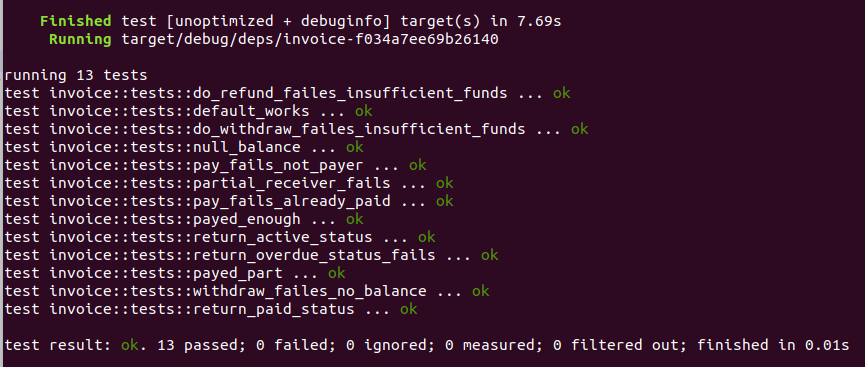 Finished test [unoptimized + debuginfo] target(s) in 7.69s
Running target/debug/deps/invoice-f034a7ee69b26140
running 13 tests
test invoice::tests::do_refund_failes_insufficient_funds ... ok
test invoice::tests::default_works ... ok
test invoice::tests::do_withdraw_failes_insufficient_funds ... ok
test invoice::tests::null_balance ... ok
test invoice::tests::pay_fails_not_payer ... ok
test invoice::tests::partial_receiver_fails ... ok
test invoice::tests::pay_fails_already_paid ... ok
test invoice::tests::payed_enough ... ok
test invoice::tests::return_active_status ... ok
test invoice::tests::return_overdue_status_fails ... ok
test invoice::tests::payed_part ... ok
test invoice::tests::withdraw_failes_no_balance ... ok
test invoice::tests::return_paid_status ... ok
test result: ok. 13 passed; 0 failed; 0 ignored; 0 measured; 0 filtered out; finished in 0.01s